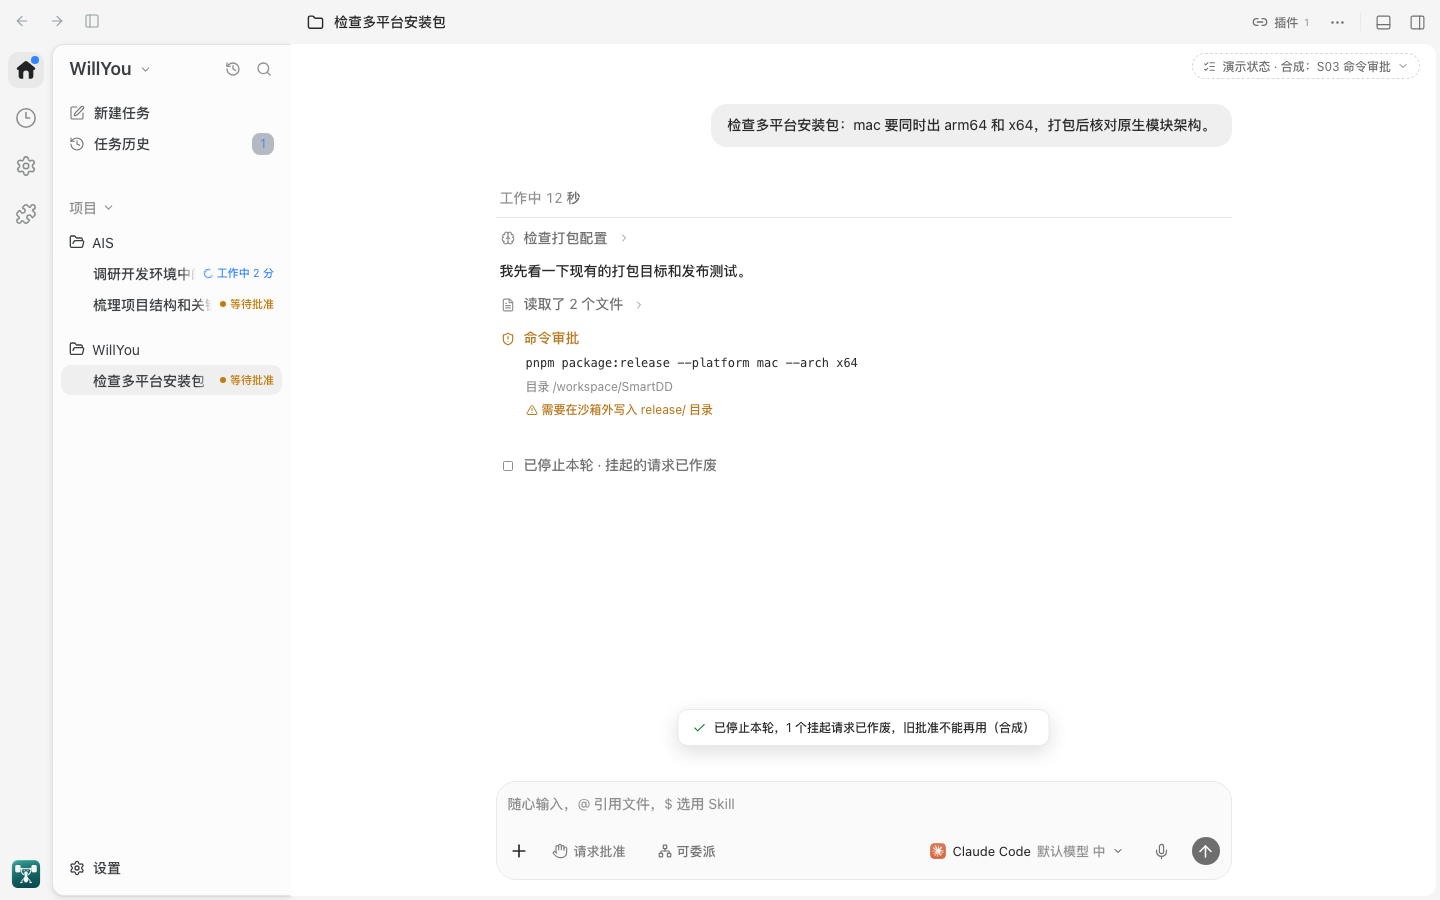 检查多平台安装包
插件 1
WillYou
演示状态 · 合成：S03 命令审批
新建任务
任务历史
1
检查多平台安装包：mac 要同时出 arm64 和 x64，打包后核对原生模块架构。
项目
AIS
调研开发环境中
工作中 2 分
梳理项目结构和关
等待批准
WillYou
检查多平台安装包
等待批准
工作中 12 秒
检查打包配置
我先看一下现有的打包目标和发布测试。
读取了 2 个文件
命令审批
pnpm package:release --platform mac --arch x64
目录 /workspace/SmartDD
需要在沙箱外写入 release/ 目录
已停止本轮 · 挂起的请求已作废
已停止本轮，1 个挂起请求已作废，旧批准不能再用（合成）
随心输入，@ 引用文件，$ 选用 Skill
请求批准
可委派
Claude Code 默认模型 中
设置